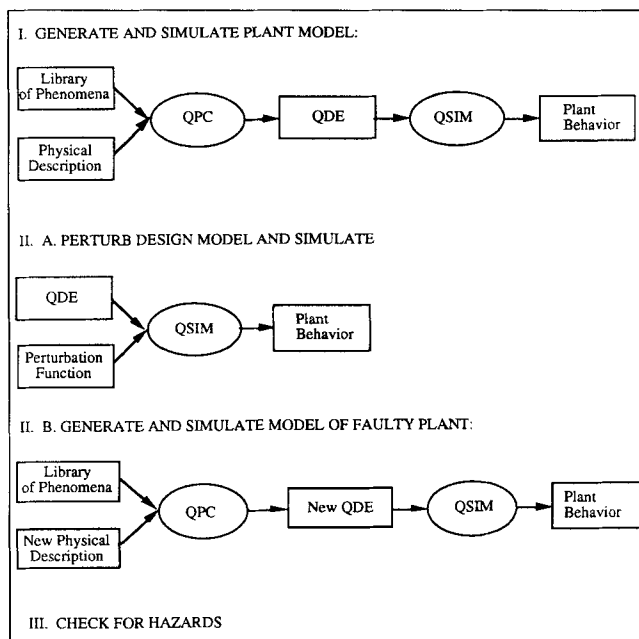 I. GENERATE AND SIMULATE PLANT MODEL:
Library
of Phenomena
Physical
Description
QPC
QDE
QSIM
Plant
Behavior
II. A. PERTURB DESIGN MODEL AND SIMULATE
QDE
Perturbation
Function
QSIM
Plant
Behavior
II. B. GENERATE AND SIMULATE MODEL OF FAULTY PLANT:
Library
of Phenomena
New Physical
Description
QPC
New QDE
QSIM
Plant
Behavior
III. CHECK FOR HAZARDS